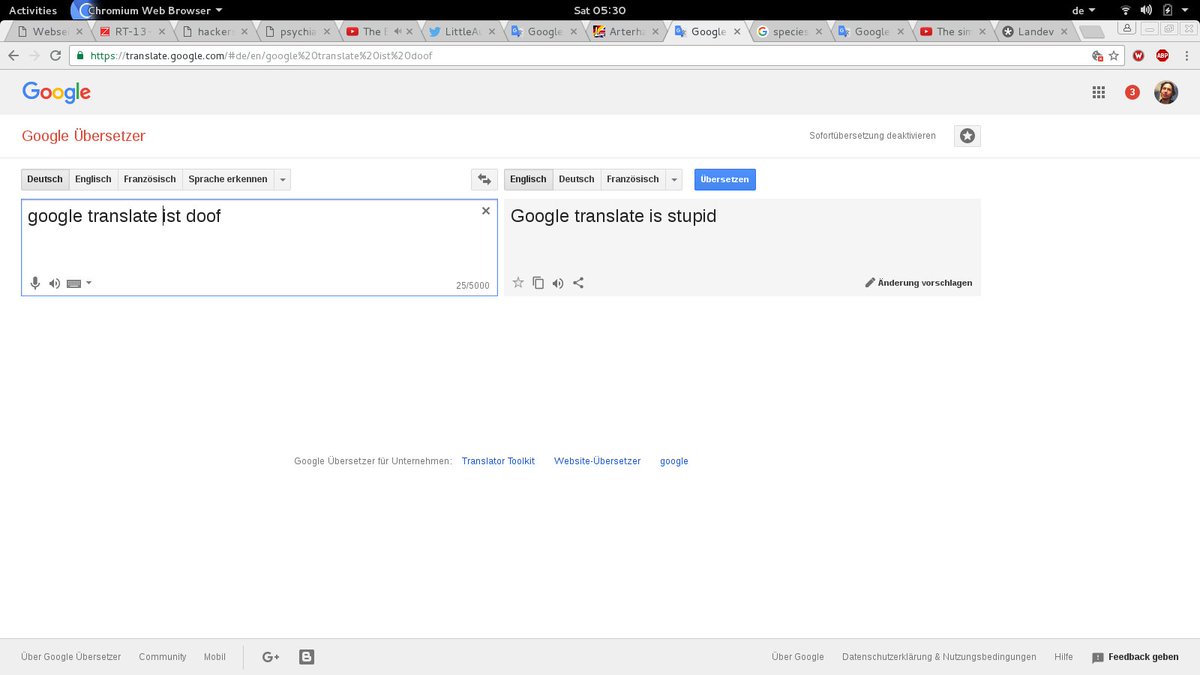 Activities Chromium Web Browser Sat 05:30 de
Webse RT-13- hacker psychia The E LittleA Google Arterha Google species Google The sim Landev
https://translate.google.com/#de/en/google%20translate%20ist%20doof W ABP
Google 3
Google Übersetzer Sofortübersetzung deaktivieren
Deutsch Englisch Französisch Sprache erkennen Englisch Deutsch Französisch Übersetzen
google translate ist doof Google translate is stupid
25/5000 Änderung vorschlagen
Google Übersetzer für Unternehmen: Translator Toolkit Website-Übersetzer google
Über Google Übersetzer Community Mobil G+ B Über Google Datenschutzerklärung & Nutzungsbedingungen Hilfe Feedback geben